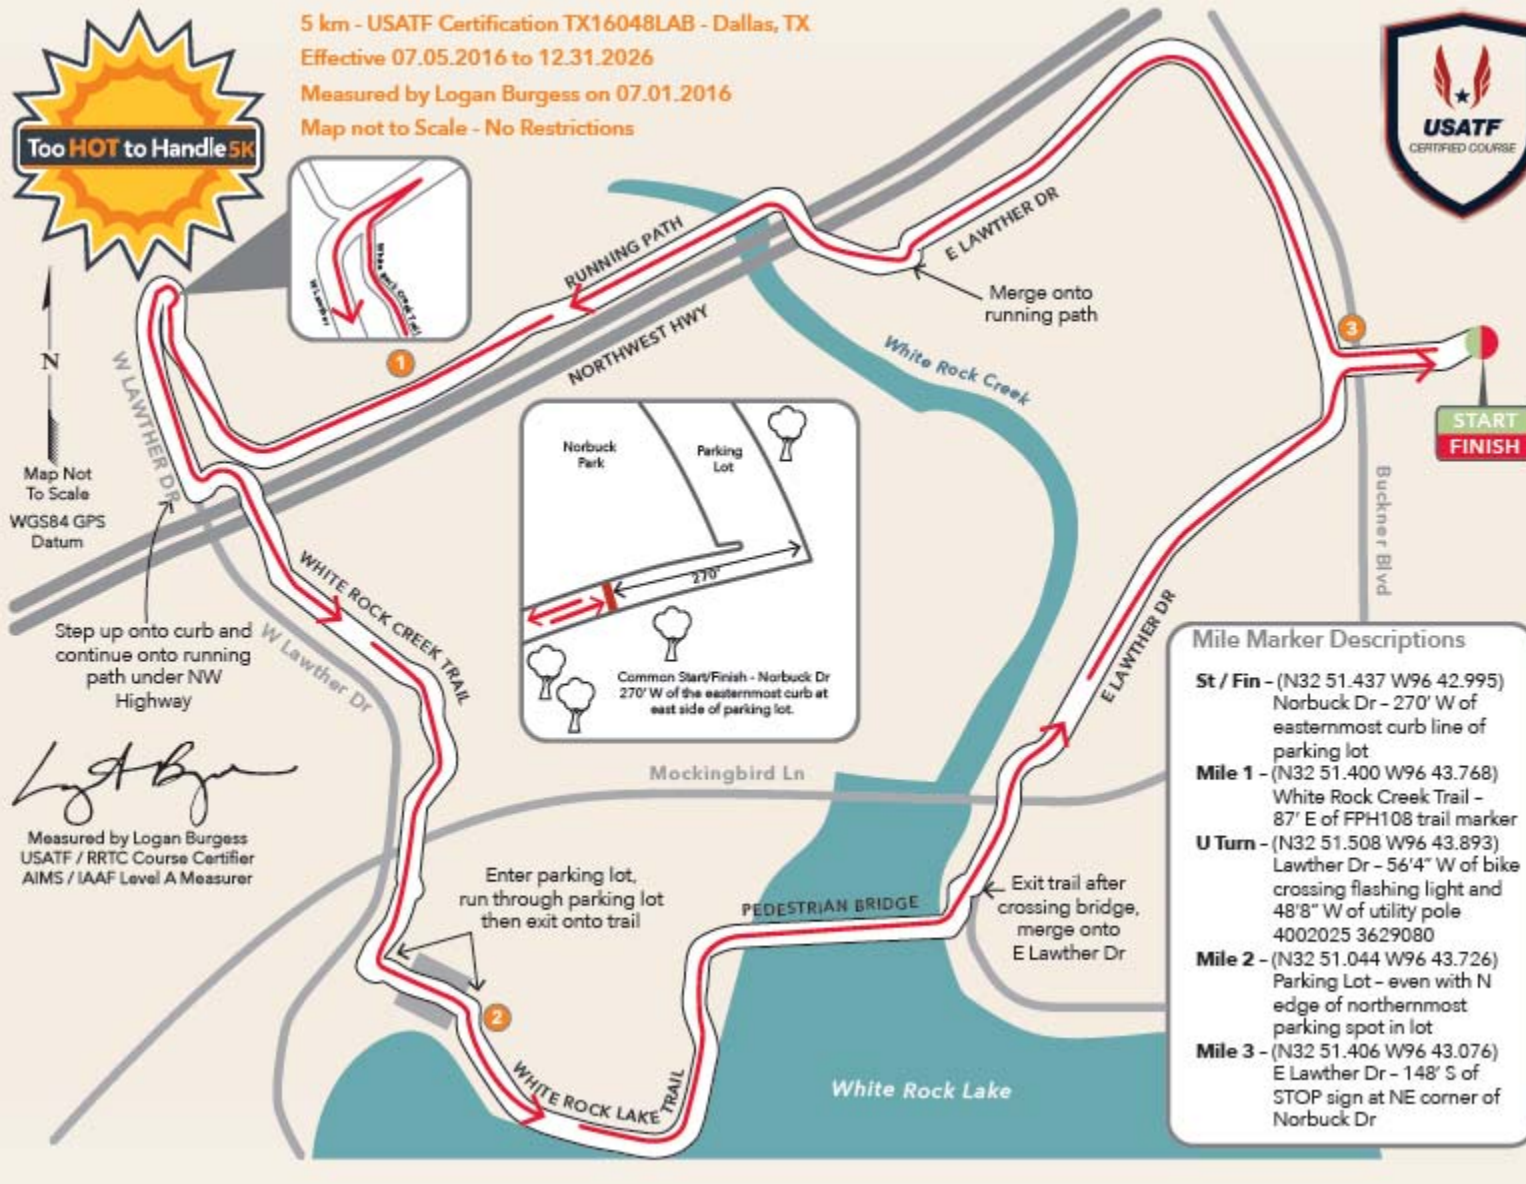 5 km - USATF Certification TX16048LAB - Dallas, TX
Effective 07.05.2016 to 12.31.2026
Measured by Logan Burgess on 07.01.2016
Map not to Scale - No Restrictions
Too HOT to Handle 5K
USATF
CERTIFIED COURSE
W Lawther
White Rock Creek Trail
RUNNING PATH
NORTHWEST HWY
E LAWTHER DR
Merge onto
running path
White Rock Creek
1
3
START
FINISH
N
Map Not
To Scale
WGS84 GPS
Datum
W LAWTHER DR
Norbuck
Park
Parking
Lot
270'
Common Start/Finish - Norbuck Dr
270' W of the easternmost curb at
east side of parking lot.
Buckner Blvd
WHITE ROCK CREEK TRAIL
Step up onto curb and
continue onto running
path under NW
Highway
W Lawther Dr
E LAWTHER DR
Mockingbird Ln
Measured by Logan Burgess
USATF / RRTC Course Certifier
AIMS / IAAF Level A Measurer
Enter parking lot,
run through parking lot
then exit onto trail
PEDESTRIAN BRIDGE
Exit trail after
crossing bridge,
merge onto
E Lawther Dr
2
WHITE ROCK LAKE TRAIL
White Rock Lake
Mile Marker Descriptions
St / Fin - (N32 51.437 W96 42.995)
Norbuck Dr - 270' W of
easternmost curb line of
parking lot
Mile 1 - (N32 51.400 W96 43.768)
White Rock Creek Trail -
87' E of FPH108 trail marker
U Turn - (N32 51.508 W96 43.893)
Lawther Dr - 56'4" W of bike
crossing flashing light and
48'8" W of utility pole
4002025 3629080
Mile 2 - (N32 51.044 W96 43.726)
Parking Lot - even with N
edge of northernmost
parking spot in lot
Mile 3 - (N32 51.406 W96 43.076)
E Lawther Dr - 148' S of
STOP sign at NE corner of
Norbuck Dr